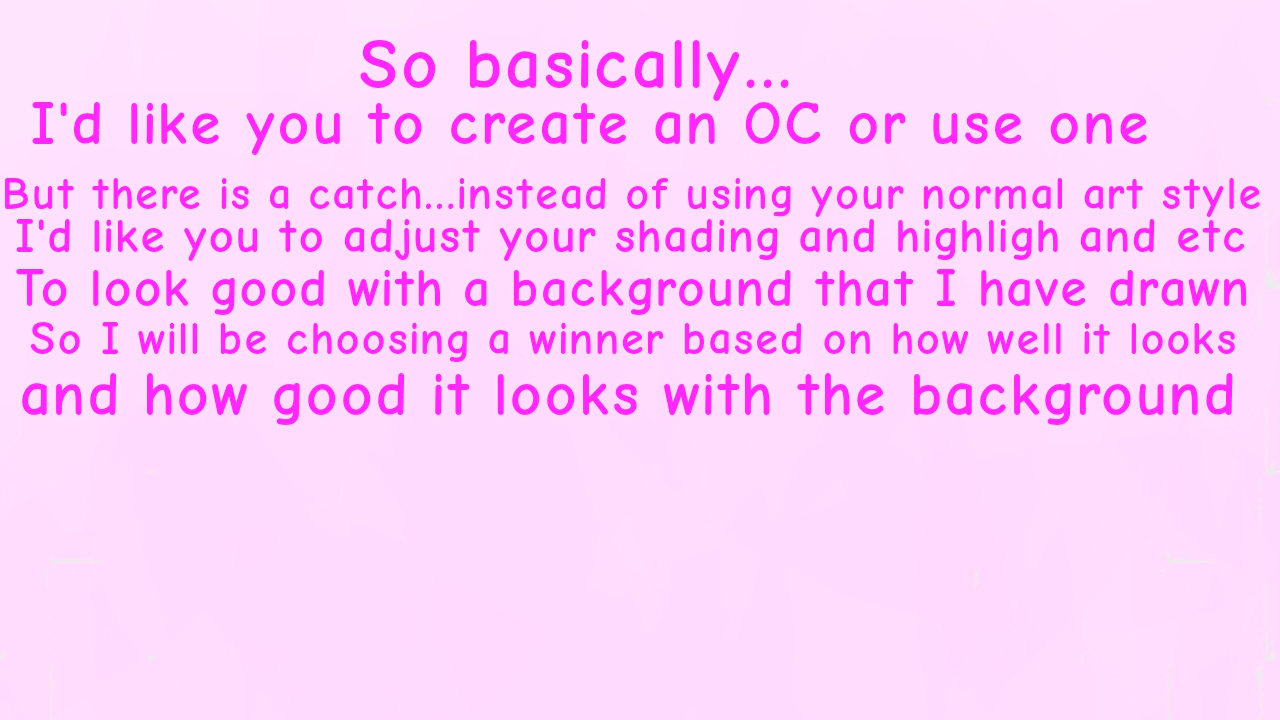 So basically...
I'd like you to create an OC or use one
But there is a catch...instead of using your normal art style
I'd like you to adjust your shading and highligh and etc
To look good with a background that I have drawn
So I will be choosing a winner based on how well it looks
and how good it looks with the background